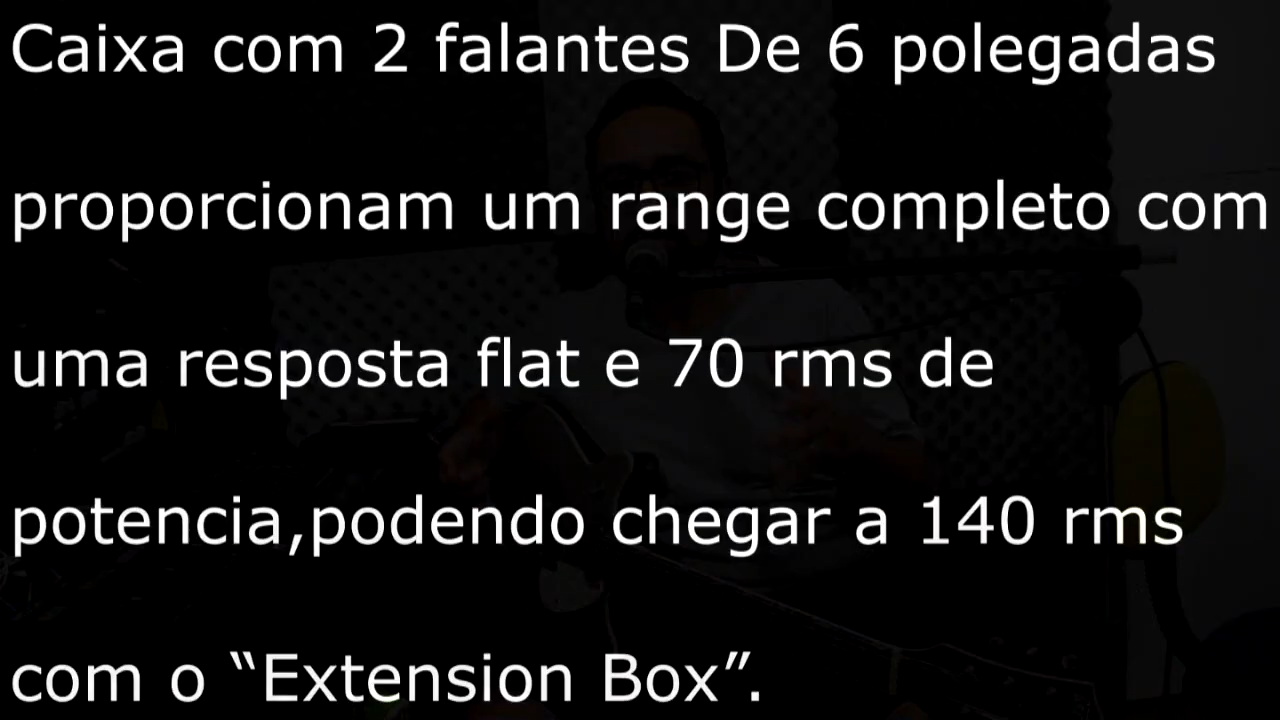 Caixa com 2 falantes De 6 polegadas
proporcionam um range completo com
uma resposta flat e 70 rms de
potencia,podendo chegar a 140 rms
com o “Extension Box”.